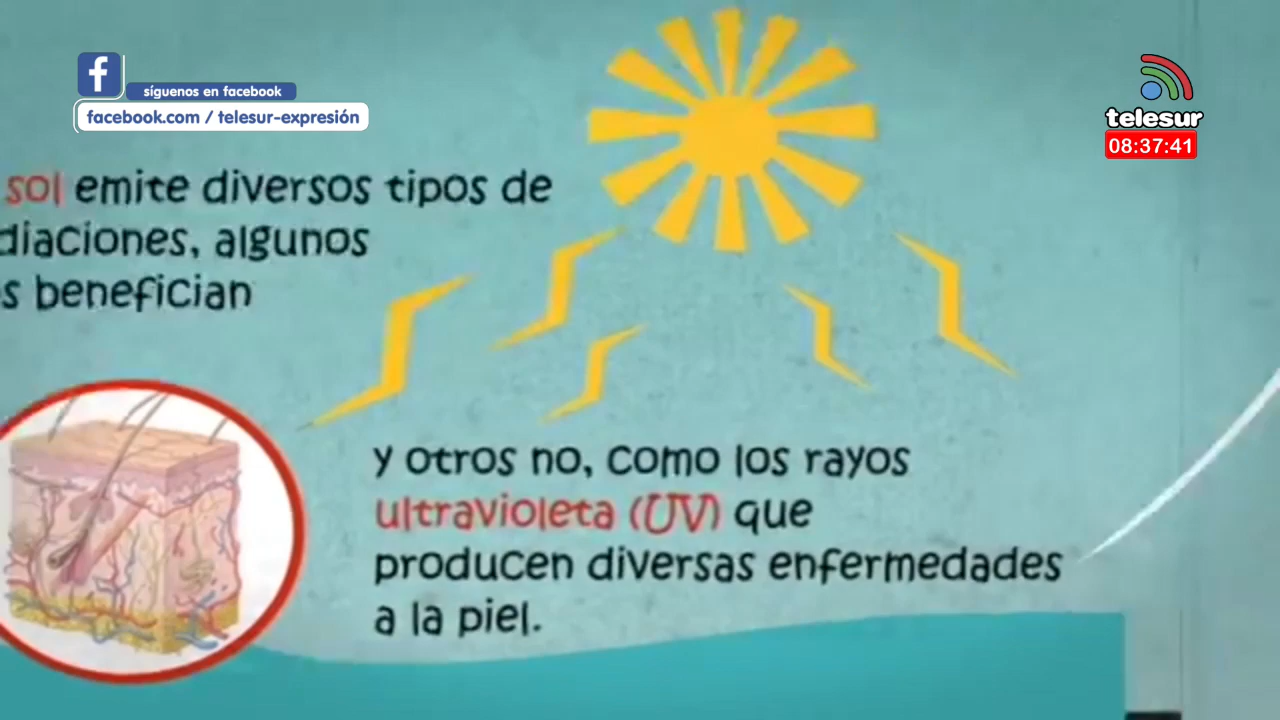 síguenos en facebook
facebook.com / telesur-expresión
telesur
08:37:41
sol emite diversos tipos de
diaciones, algunos
s benefician
y otros no, como los rayos
ultravioleta (UV) que
producen diversas enfermedades
a la piel.